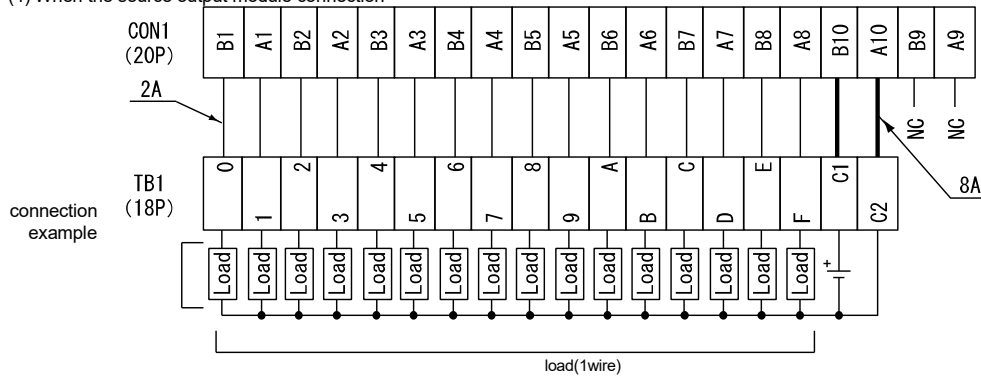 (1) When the source output module connection
CON1
(20P)
B1 A1 B2 A2 B3 A3 B4 A4 B5 A5 B6 A6 B7 A7 B8 A8 B10 A10 B9 A9
2A
NC NC
8A
TB1
(18P)
0 1 2 3 4 5 6 7 8 9 A B C D E F C1 C2
connection
example
Load Load Load Load Load Load Load Load Load Load Load Load Load Load Load Load
+
load(1wire)